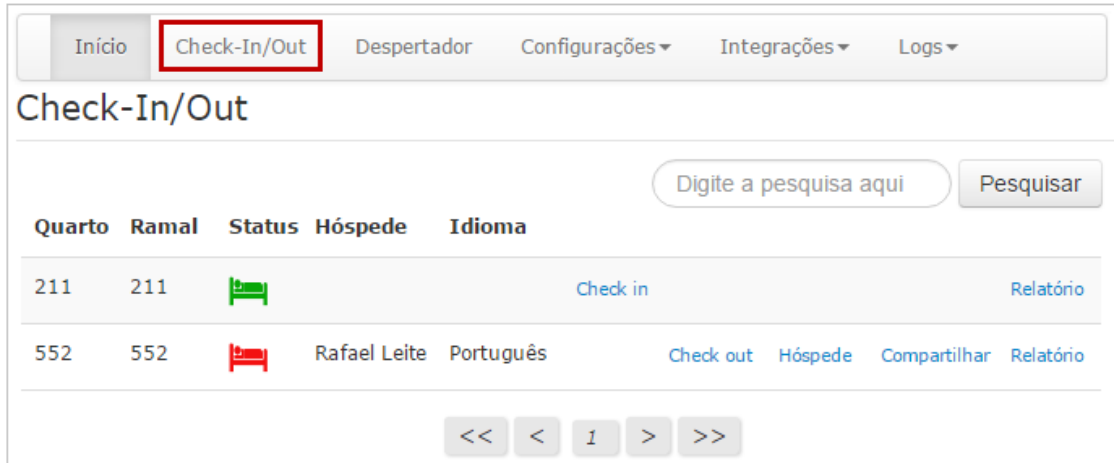 Início Check-In/Out Despertador Configurações Integrações Logs
Check-In/Out
Digite a pesquisa aqui Pesquisar
Quarto Ramal Status Hóspede Idioma
211 211 Check in Relatório
552 552 Rafael Leite Português Check out Hóspede Compartilhar Relatório
<< < 1 > >>